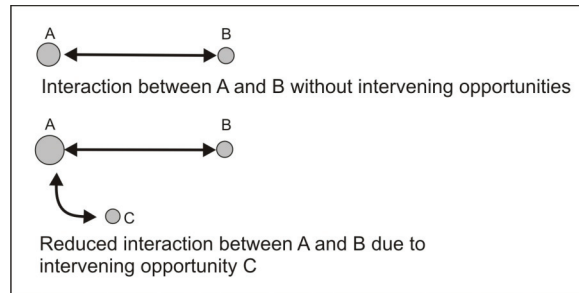 A B
Interaction between A and B without intervening opportunities
A B
C
Reduced interaction between A and B due to
intervening opportunity C